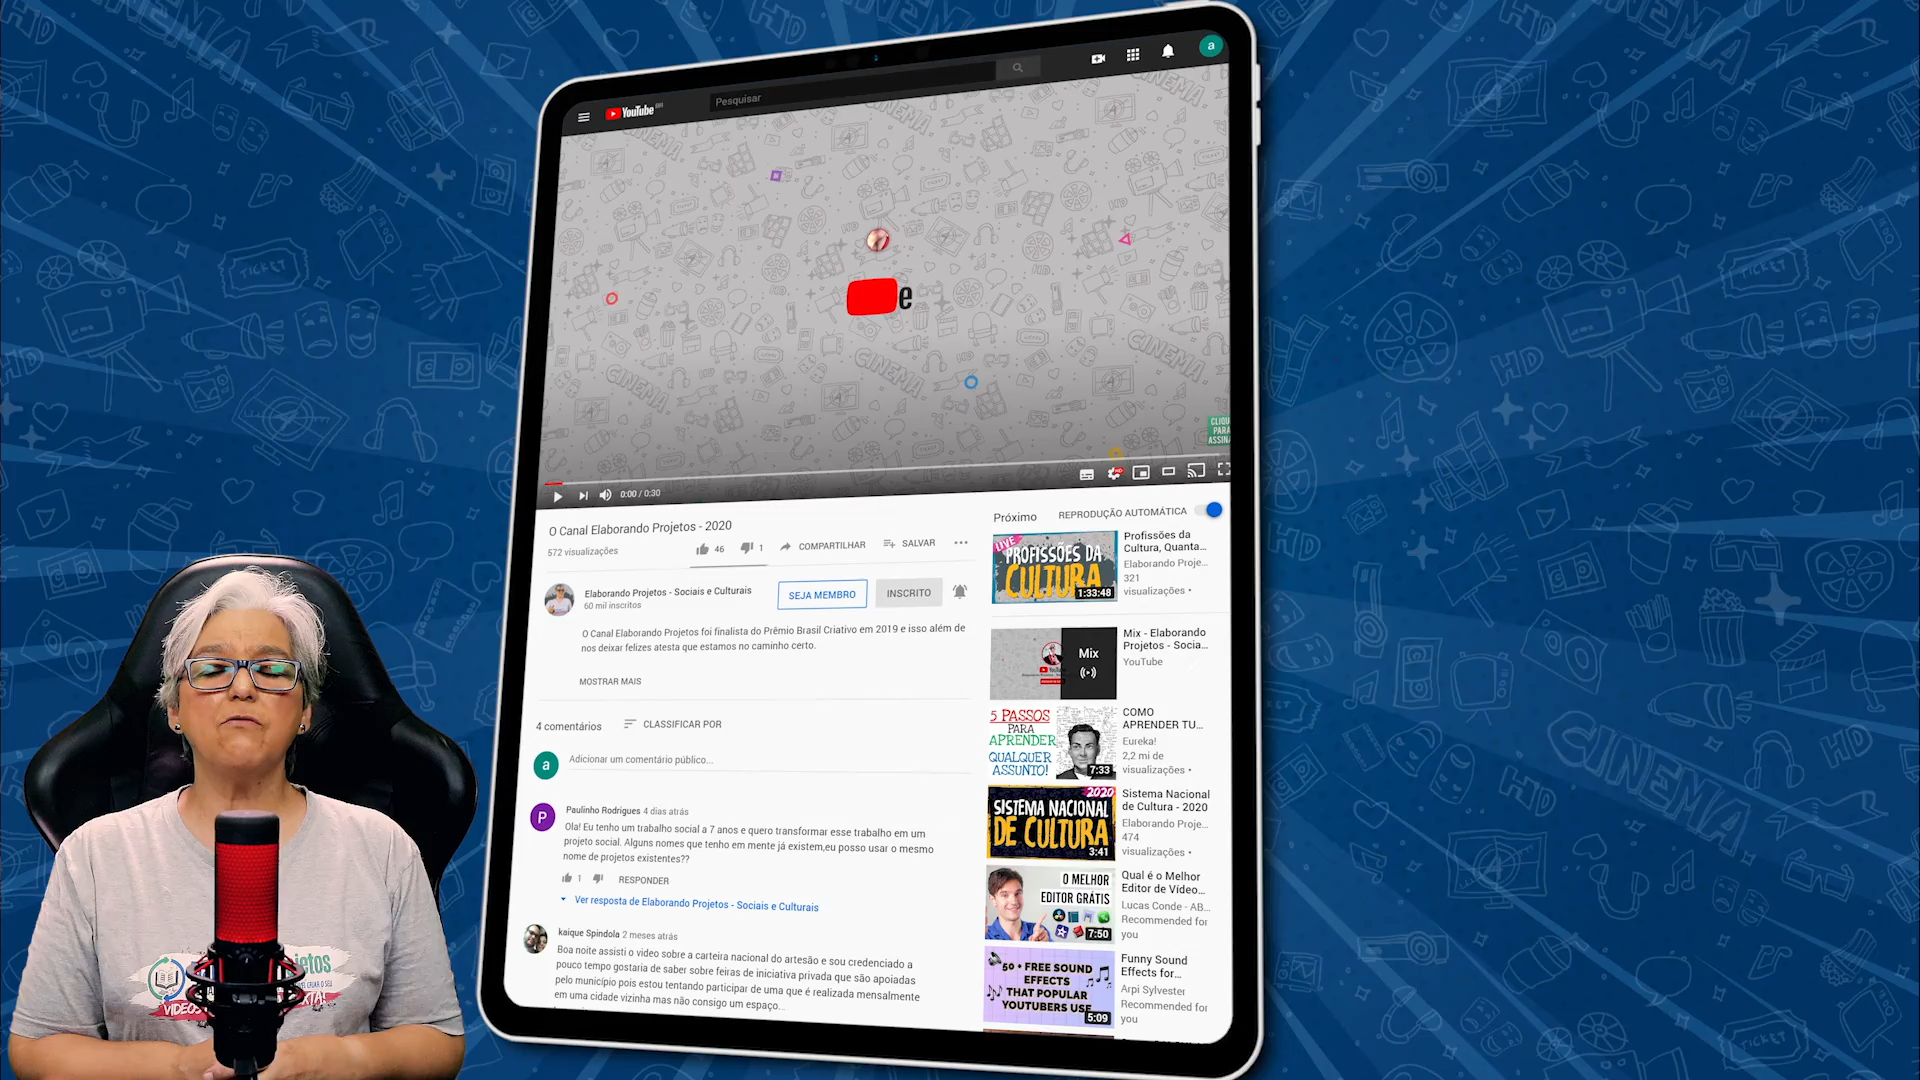 YouTube BR
Pesquisar
a
e
CLIQU
PARA
ASSINA
0:00 / 0:30
O Canal Elaborando Projetos - 2020
572 visualizações
46
1
COMPARTILHAR
SALVAR
Elaborando Projetos - Sociais e Culturais
60 mil inscritos
SEJA MEMBRO
INSCRITO
O Canal Elaborando Projetos foi finalista do Prêmio Brasil Criativo em 2019 e isso além de
nos deixar felizes atesta que estamos no caminho certo.
MOSTRAR MAIS
4 comentários
CLASSIFICAR POR
a
Adicionar um comentário público...
P
Paulinho Rodrigues 4 dias atrás
Ola! Eu tenho um trabalho social a 7 anos e quero transformar esse trabalho em um
projeto social. Alguns nomes que tenho em mente já existem,eu posso usar o mesmo
nome de projetos existentes??
1
RESPONDER
Ver resposta de Elaborando Projetos - Sociais e Culturais
kaique Spindola 2 meses atrás
Boa noite assisti o video sobre a carteira nacional do artesão e sou credenciado a
pouco tempo gostaria de saber sobre feiras de iniciativa privada que são apoiadas
pelo município pois estou tentando participar de uma que é realizada mensalmente
em uma cidade vizinha mas não consigo um espaço...
Próximo
REPRODUÇÃO AUTOMÁTICA
LIVE
PROFISSÕES DA
CULTURA
1:33:48
Profissões da
Cultura, Quanta...
Elaborando Proje...
321
visualizações •
Mix
Mix - Elaborando
Projetos - Socia...
YouTube
5 PASSOS
PARA
APRENDER
QUALQUER
ASSUNTO!
7:33
COMO
APRENDER TU...
Eureka!
2,2 mi de
visualizações •
2020
SISTEMA NACIONAL
DE CULTURA
3:41
Sistema Nacional
de Cultura - 2020
Elaborando Proje...
474
visualizações •
O MELHOR
EDITOR GRÁTIS
7:50
Qual é o Melhor
Editor de Vídeo...
Lucas Conde - AB...
Recommended for
you
50 + FREE SOUND
EFFECTS
THAT POPULAR
YOUTUBERS USE
5:09
Funny Sound
Effects for...
Arpi Sylvester
Recommended for
you
jetos
VÍDEOS
XTA!
CINEMA
HD
TICKET